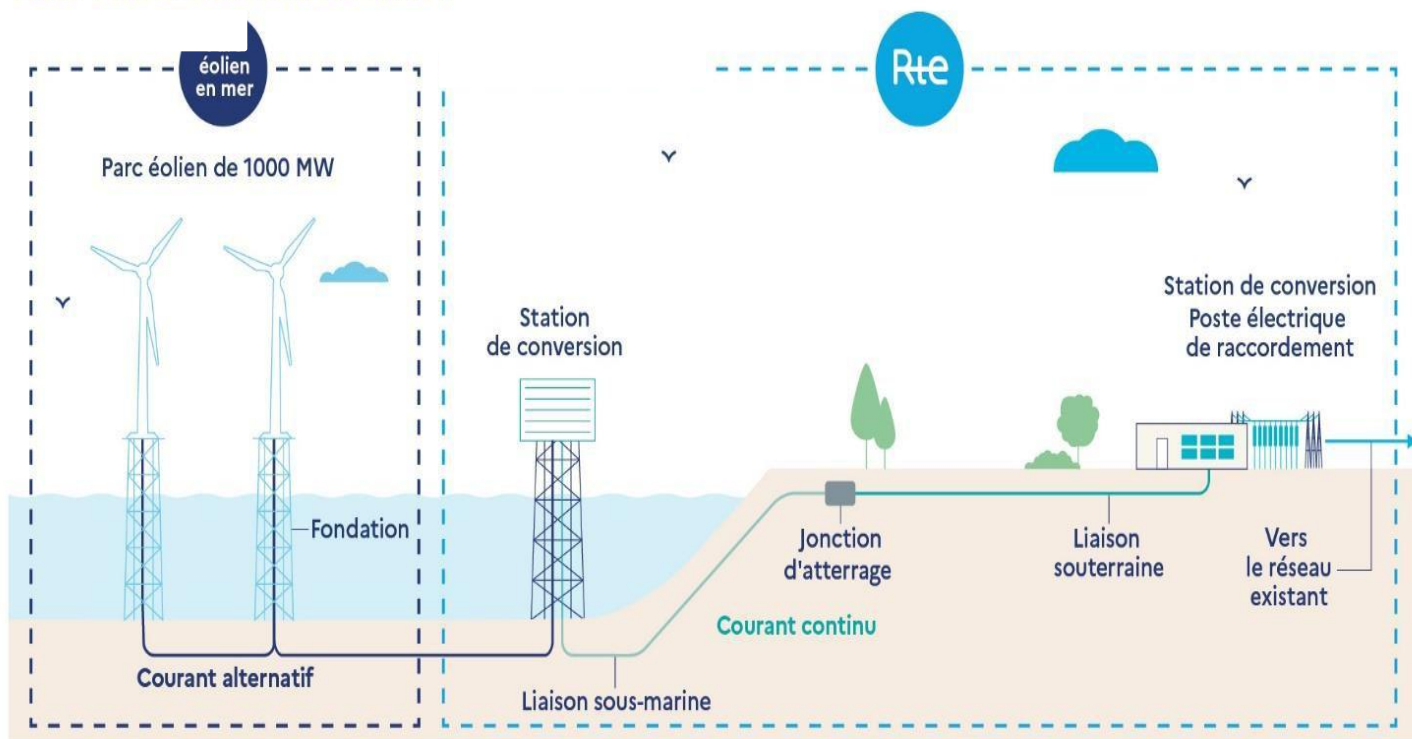 éolien
en mer
Rte
Parc éolien de 1000 MW
Station
de conversion
Station de conversion
Poste électrique
de raccordement
Fondation
Jonction
d'atterrage
Liaison
souterraine
Vers
le réseau
existant
Courant continu
Courant alternatif
Liaison sous-marine